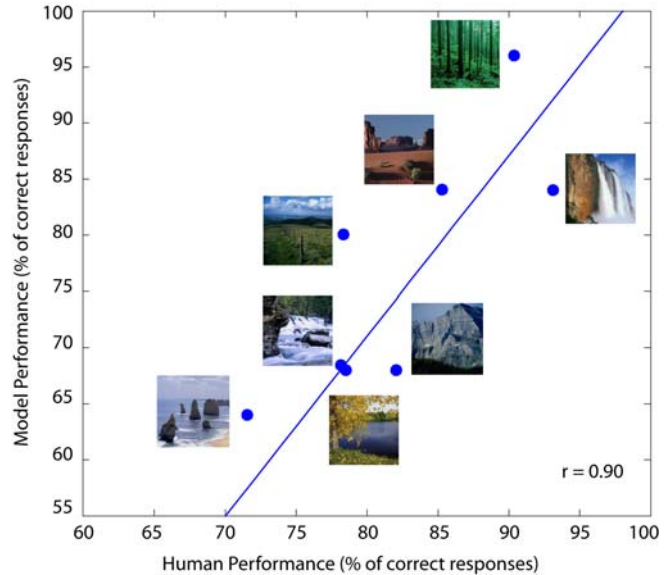 100
95
90
85
80
75
70
65
60
55
Model Performance (% of correct responses)
r = 0.90
60 65 70 75 80 85 90 95 100
Human Performance (% of correct responses)